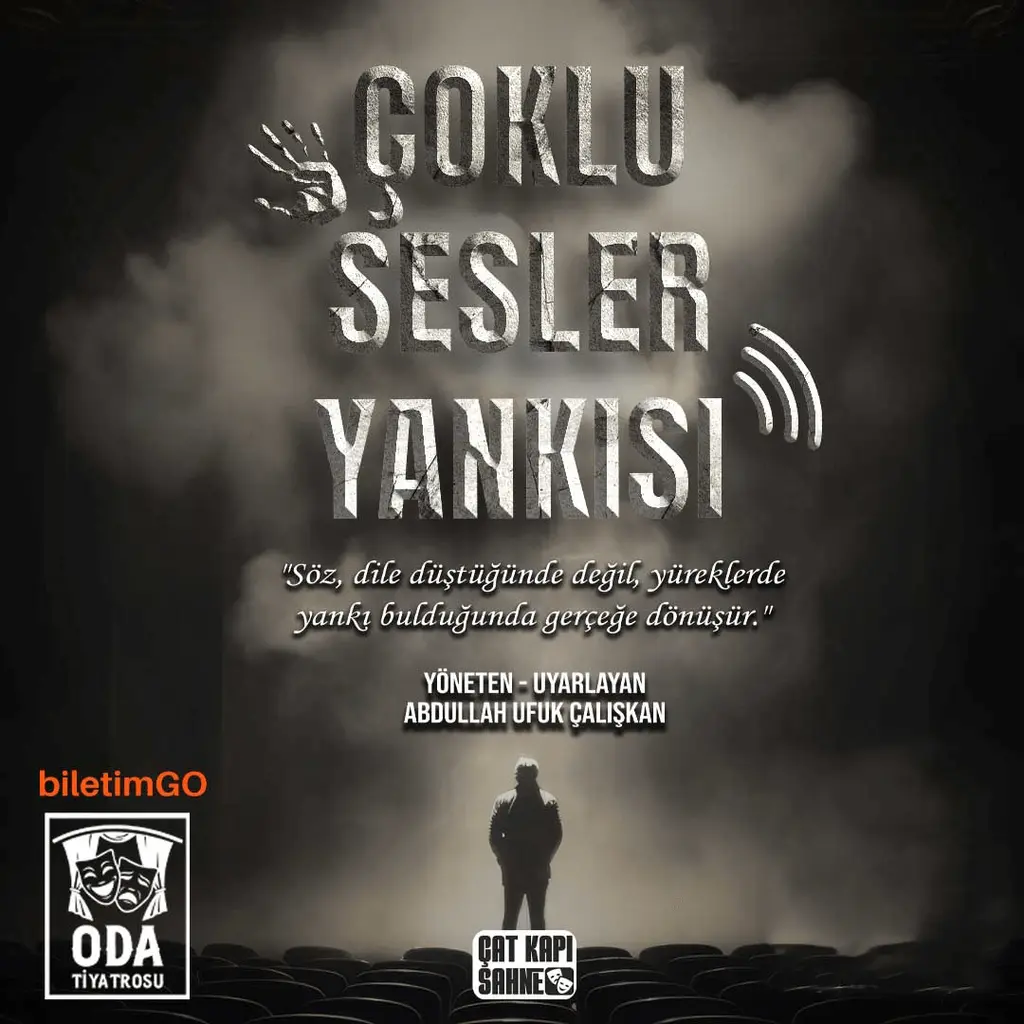 ÇOKLU
SESLER
YANKISI
"Söz, dile düştüğünde değil, yüreklerde
yankı bulduğunda gerçeğe dönüşür."
YÖNETEN - UYARLAYAN
ABDULLAH UFUK ÇALIŞKAN
biletimGO
ODA
TİYATROSU
ÇAT KAPI
SAHNE